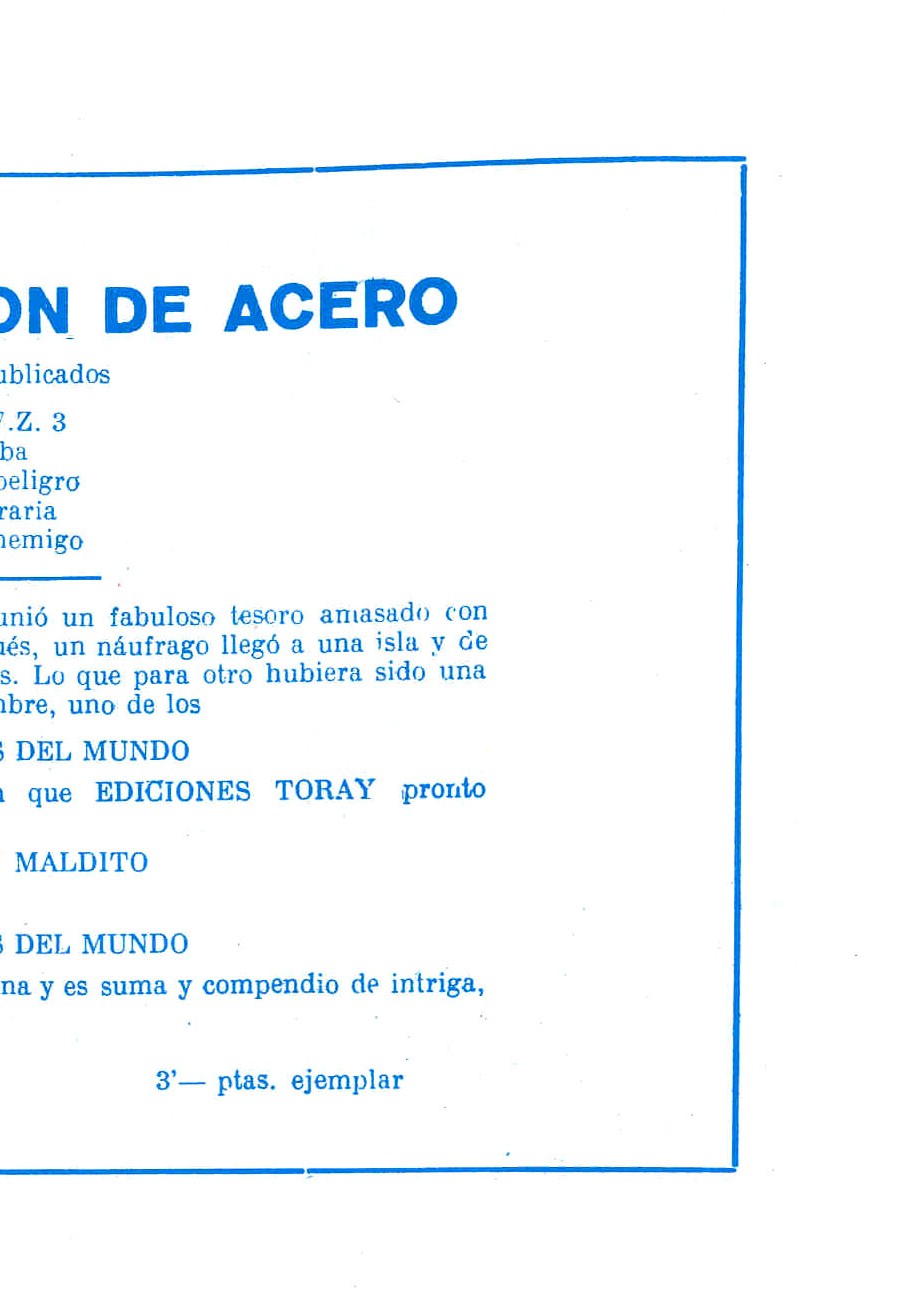 ON DE ACERO
ublicados
.Z. 3
ba
peligro
raria
nemigo
unió un fabuloso tesoro amasado con
ués, un náufrago llegó a una isla y de
s. Lo que para otro hubiera sido una
mbre, uno de los
S DEL MUNDO
que EDICIONES TORAY pronto
MALDITO
S DEL MUNDO
na y es suma y compendio de intriga,
3'— ptas. ejemplar